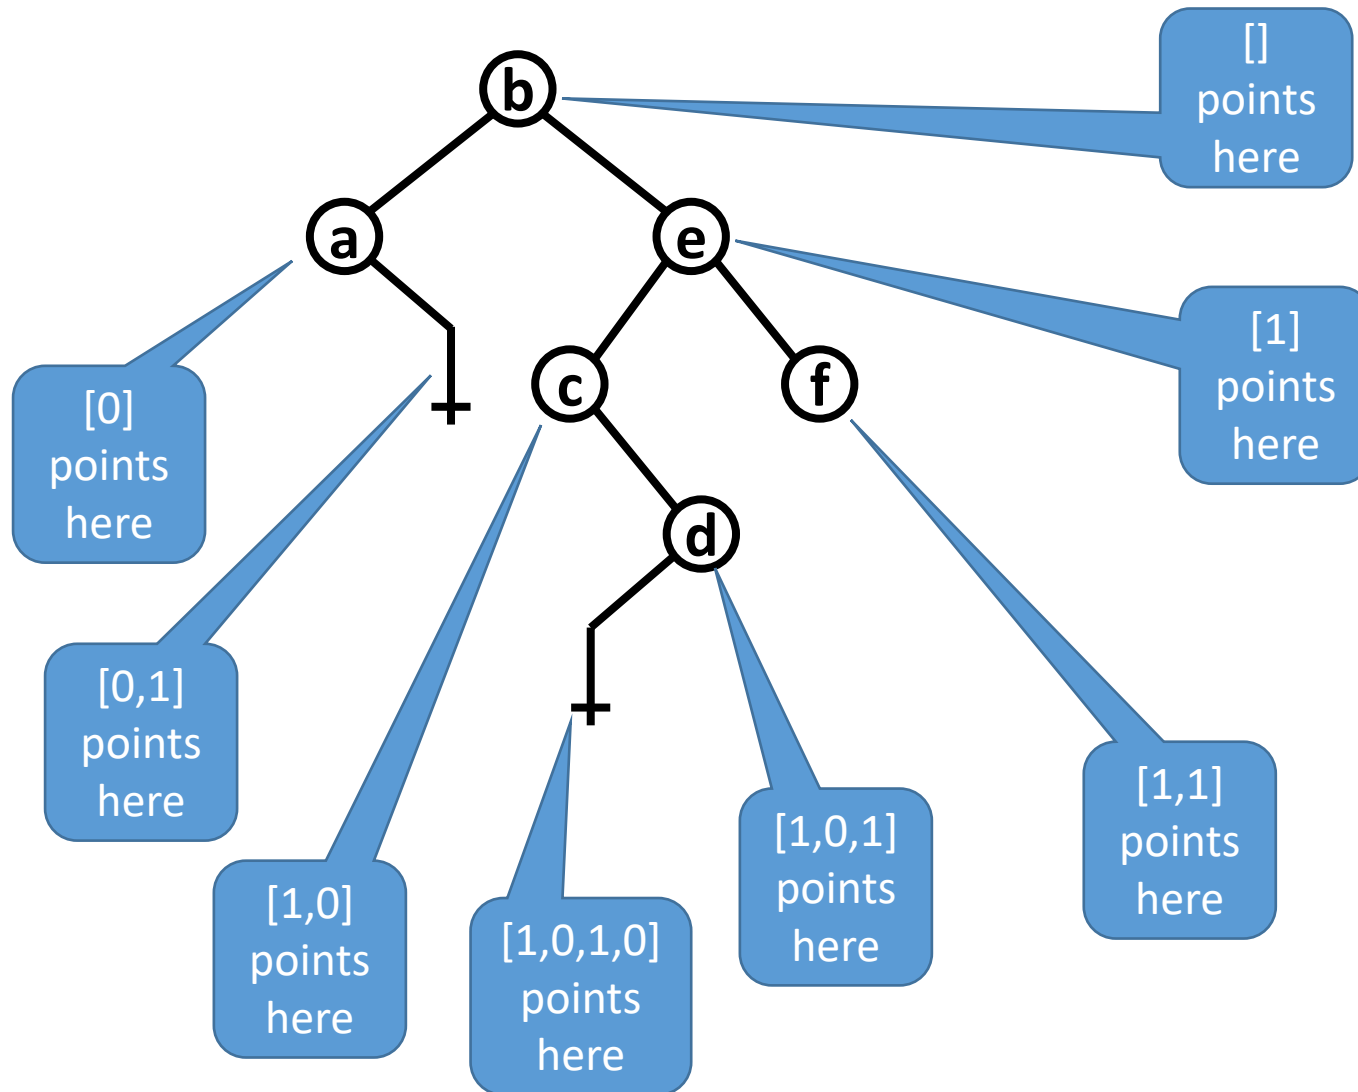 []
points
here
b
a
e
[1]
points
here
c
f
[0]
points
here
d
[0,1]
points
here
[1,1]
points
here
[1,0,1]
points
here
[1,0]
points
here
[1,0,1,0]
points
here